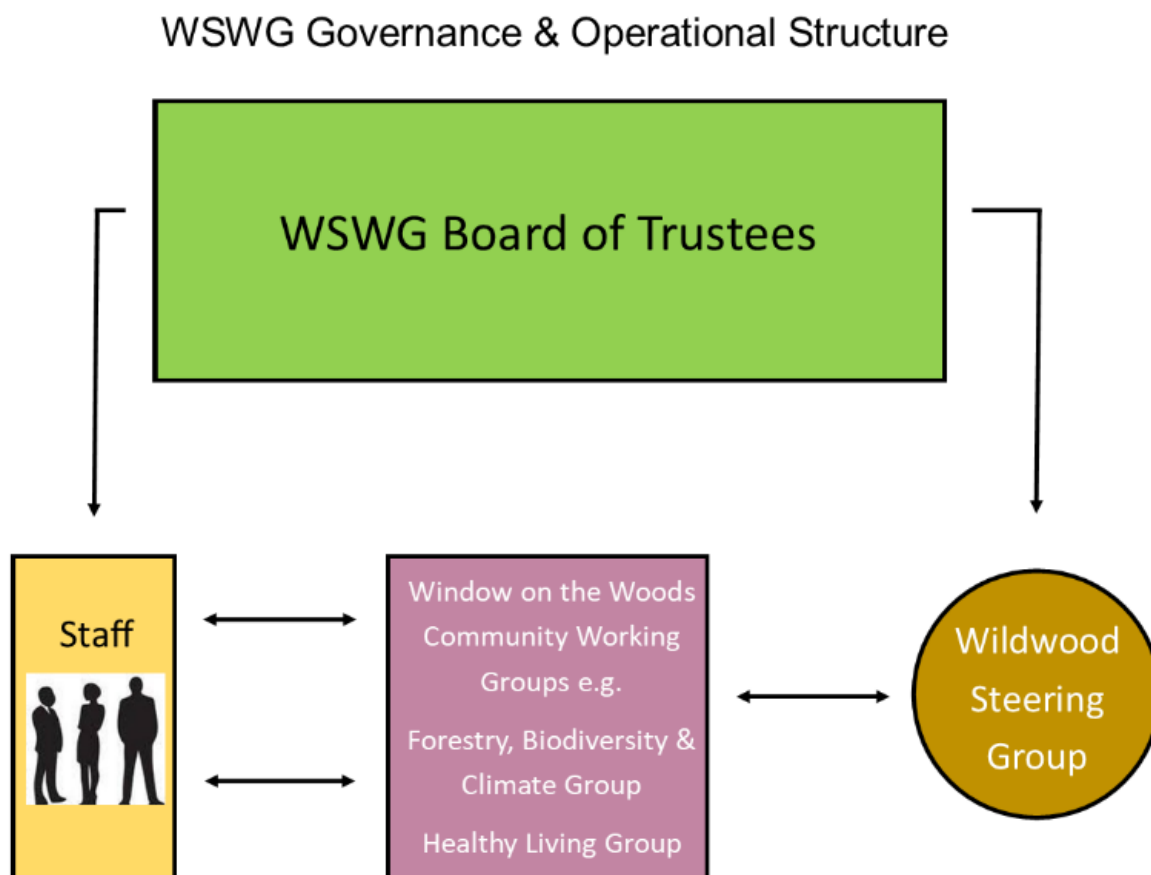 WSWG Governance & Operational Structure
WSWG Board of Trustees
Staff
Window on the Woods
Community Working
Groups e.g.
Forestry, Biodiversity &
Climate Group
Healthy Living Group
Wildwood
Steering
Group